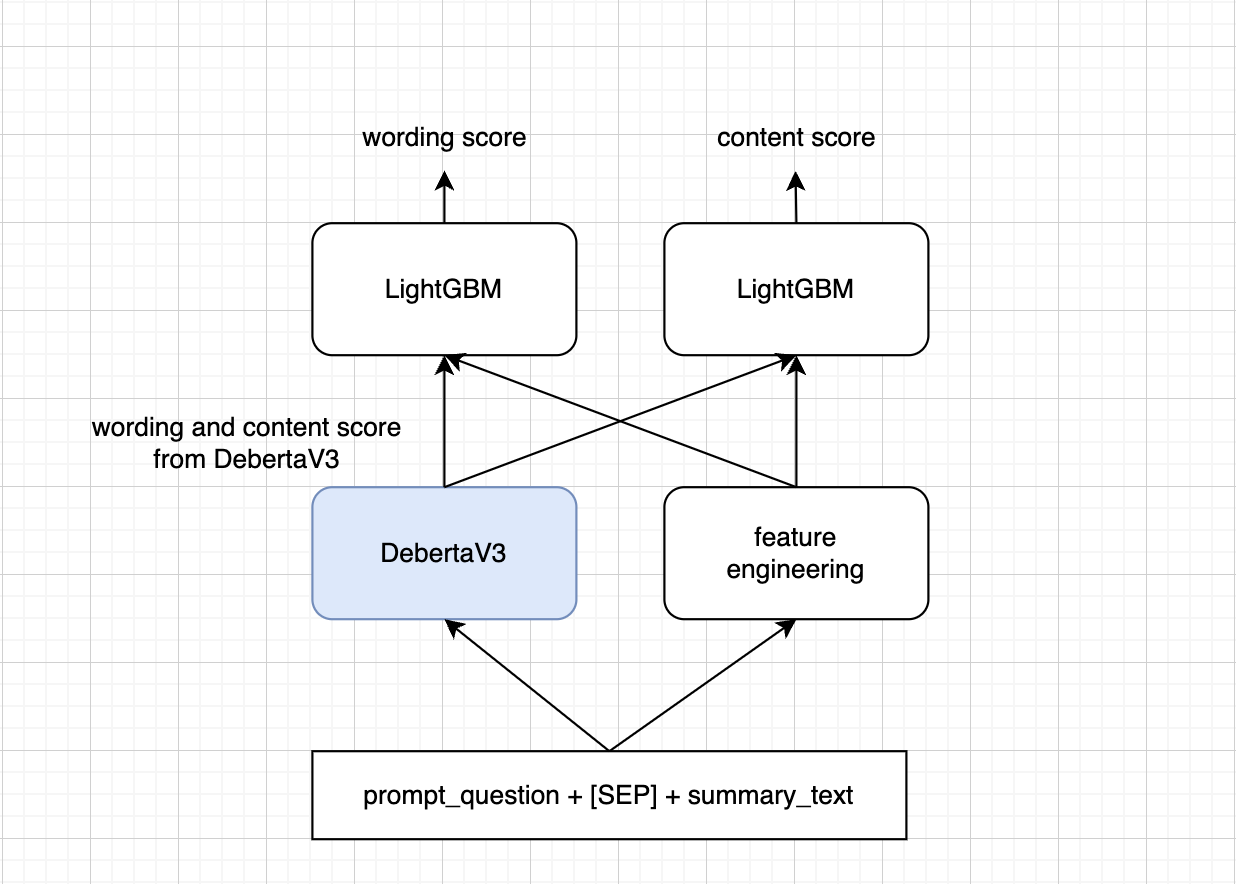 wording score
content score
LightGBM
LightGBM
wording and content score
from DebertaV3
DebertaV3
feature
engineering
prompt_question + [SEP] + summary_text